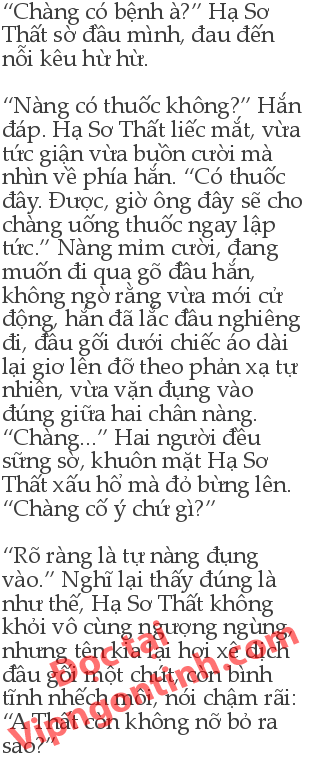 “Chàng có bệnh à?” Hạ Sơ
Thất sờ đầu mình, đau đến
nỗi kêu hừ hừ.
“Nàng có thuốc không?” Hắn
đáp. Hạ Sơ Thất liếc mắt, vừa
tức giận vừa buồn cười mà
nhìn về phía hắn. “Có thuốc
đây. Được, giờ ông đây sẽ cho
chàng uống thuốc ngay lập
tức.” Nàng mỉm cười, đang
muốn đi qua gõ đầu hắn,
không ngờ rằng vừa mới cử
động, hắn đã lắc đầu nghiêng
đi, đầu gối dưới chiếc áo dài
lại giơ lên đỡ theo phản xạ tự
nhiên, vừa vặn đụng vào
đúng giữa hai chân nàng.
“Chàng...” Hai người đều
sững sờ, khuôn mặt Hạ Sơ
Thất xấu hổ mà đỏ bừng lên.
“Chàng cố ý chứ gì?”
“Rõ ràng là tự nàng đụng
vào.” Nghĩ lại thấy đúng là
như thế, Hạ Sơ Thất không
khỏi vô cùng ngượng ngùng,
nhưng tên kia lại hơi xê dịch
đầu gối một chút, còn bình
tĩnh nhếch môi, nói chậm rãi:
“A Thất còn không nỡ bỏ ra
sao?”
Đọc tại
Vipngontinh.com